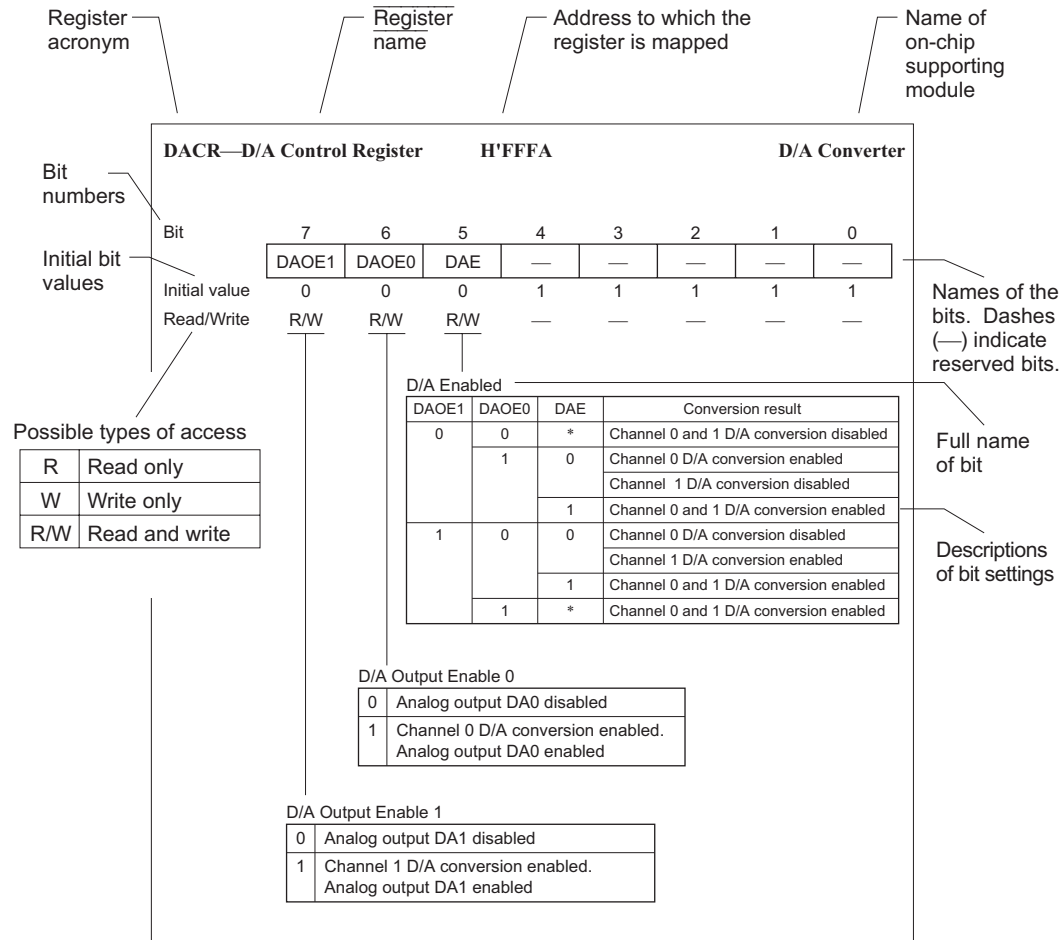 Register acronym
Register name
Address to which the register is mapped
Name of on-chip supporting module
DACR—D/A Control Register H'FFFA D/A Converter
Bit numbers
Bit 7 6 5 4 3 2 1 0
DAOE1 DAOE0 DAE — — — — —
Initial bit values
Initial value 0 0 0 1 1 1 1 1
Read/Write R/W R/W R/W — — — — —
Names of the bits. Dashes (—) indicate reserved bits.
Possible types of access
R Read only
W Write only
R/W Read and write
D/A Enabled
DAOE1 DAOE0 DAE Conversion result
0 0 * Channel 0 and 1 D/A conversion disabled
1 0 Channel 0 D/A conversion enabled
Channel 1 D/A conversion disabled
1 Channel 0 and 1 D/A conversion enabled
1 0 0 Channel 0 D/A conversion disabled
Channel 1 D/A conversion enabled
1 Channel 0 and 1 D/A conversion enabled
1 * Channel 0 and 1 D/A conversion enabled
Full name of bit
Descriptions of bit settings
D/A Output Enable 0
0 Analog output DA0 disabled
1 Channel 0 D/A conversion enabled.
Analog output DA0 enabled
D/A Output Enable 1
0 Analog output DA1 disabled
1 Channel 1 D/A conversion enabled.
Analog output DA1 enabled